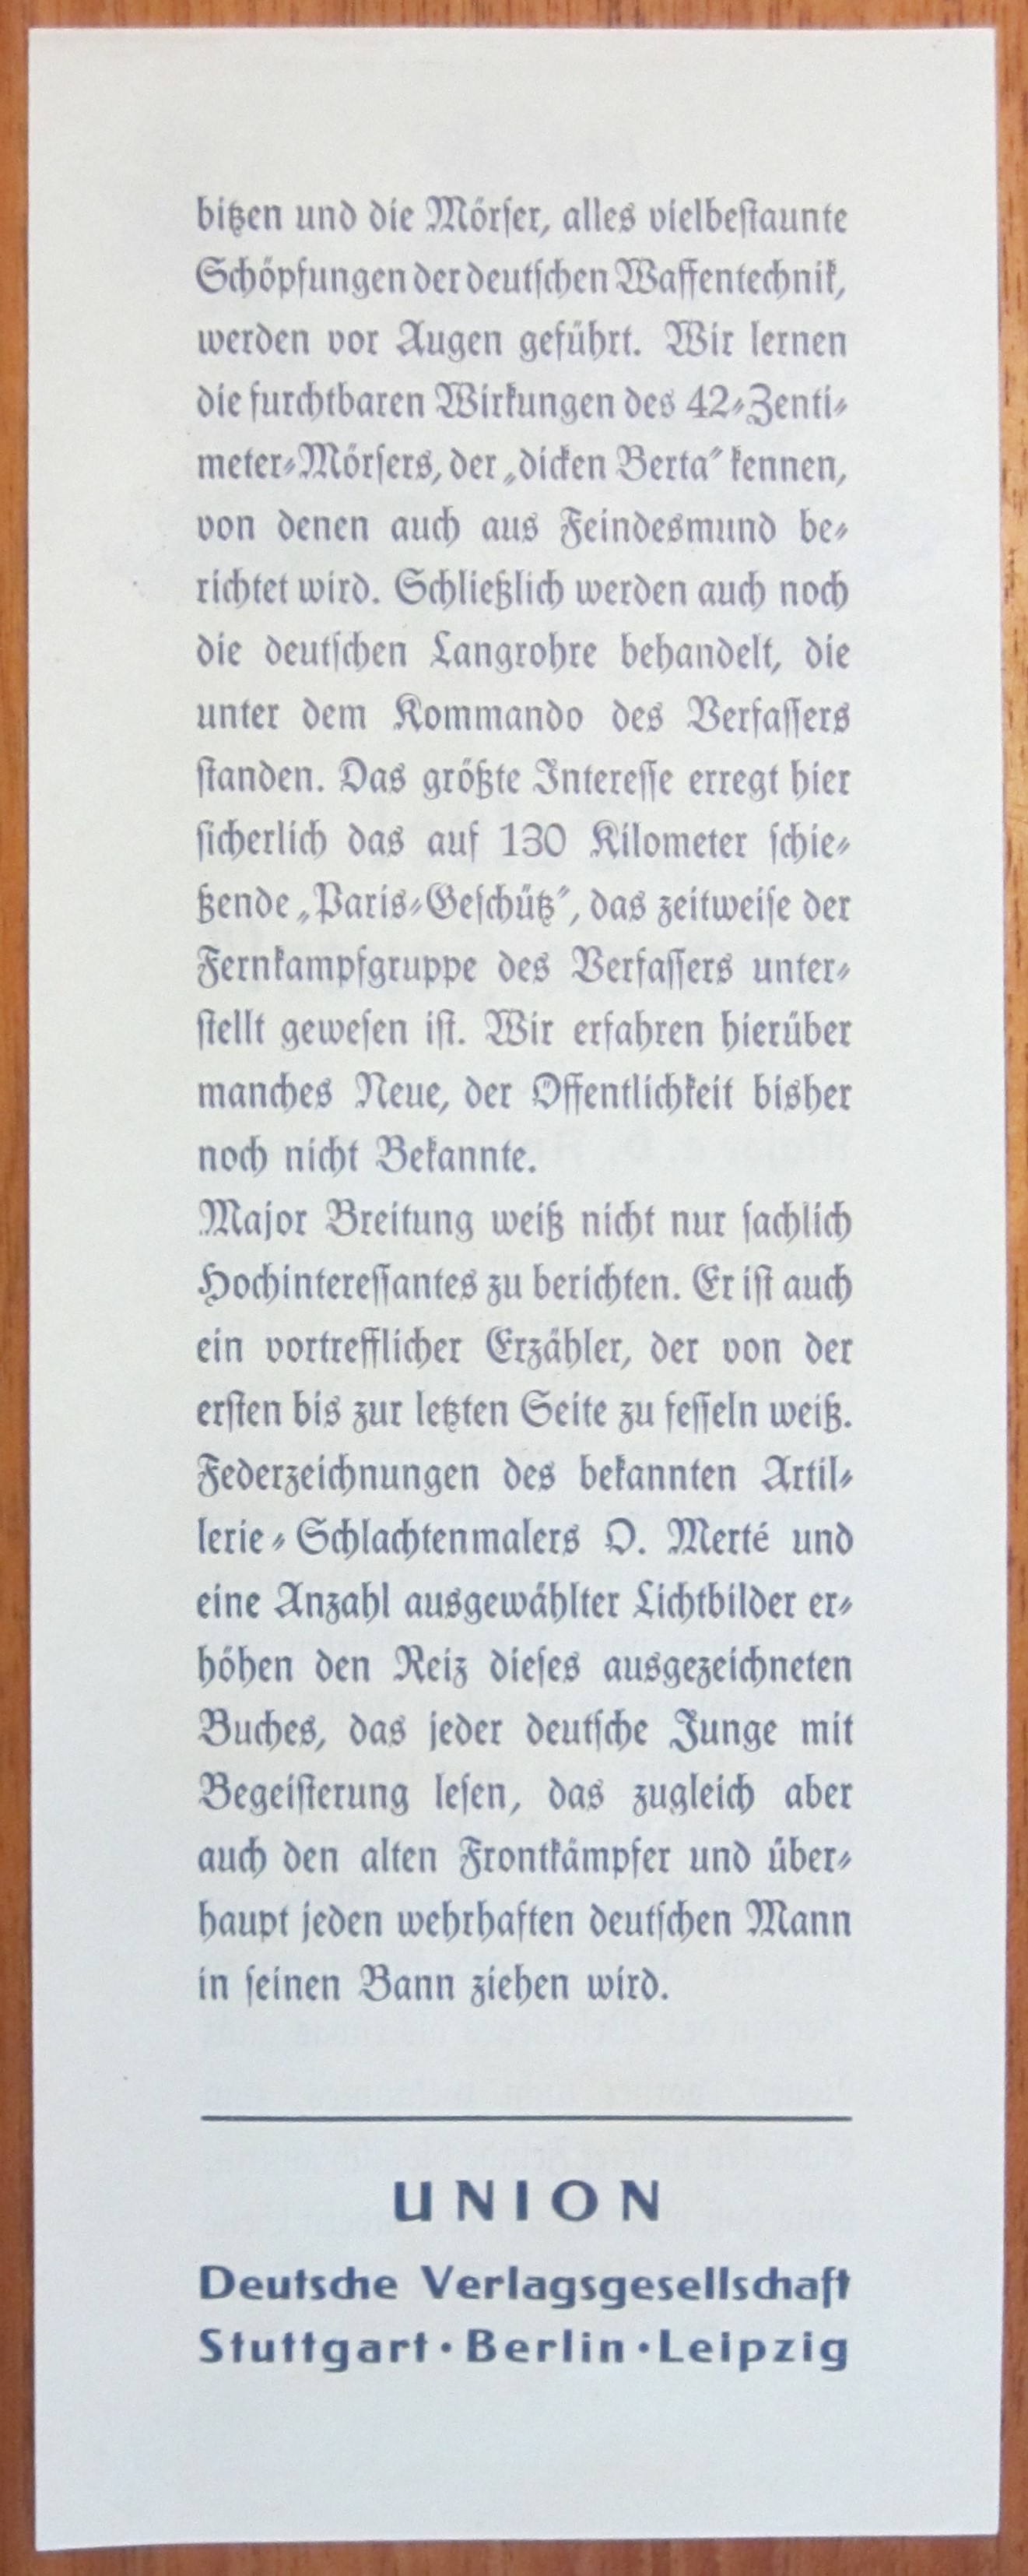 bitzen und die Mörser, alles vielbestaunte
Schöpfungen der deutschen Waffentechnik,
werden vor Augen geführt. Wir lernen
die furchtbaren Wirkungen des 42-Zenti-
meter-Mörsers, der „dicken Berta“ kennen,
von denen auch aus Feindesmund be-
richtet wird. Schließlich werden auch noch
die deutschen Langrohre behandelt, die
unter dem Kommando des Verfassers
standen. Das größte Interesse erregt hier
sicherlich das auf 130 Kilometer schie-
ßende „Paris-Geschütz“, das zeitweise der
Fernkampfgruppe des Verfassers unter-
stellt gewesen ist. Wir erfahren hierüber
manches Neue, der Öffentlichkeit bisher
noch nicht Bekannte.
Major Breitung weiß nicht nur sachlich
Hochinteressantes zu berichten. Er ist auch
ein vortrefflicher Erzähler, der von der
ersten bis zur letzten Seite zu fesseln weiß.
Federzeichnungen des bekannten Artil-
lerie-Schlachtenmalers O. Merté und
eine Anzahl ausgewählter Lichtbilder er-
höhen den Reiz dieses ausgezeichneten
Buches, das jeder deutsche Junge mit
Begeisterung lesen, das zugleich aber
auch den alten Frontkämpfer und über-
haupt jeden wehrhaften deutschen Mann
in seinen Bann ziehen wird.
UNION
Deutsche Verlagsgesellschaft
Stuttgart · Berlin · Leipzig